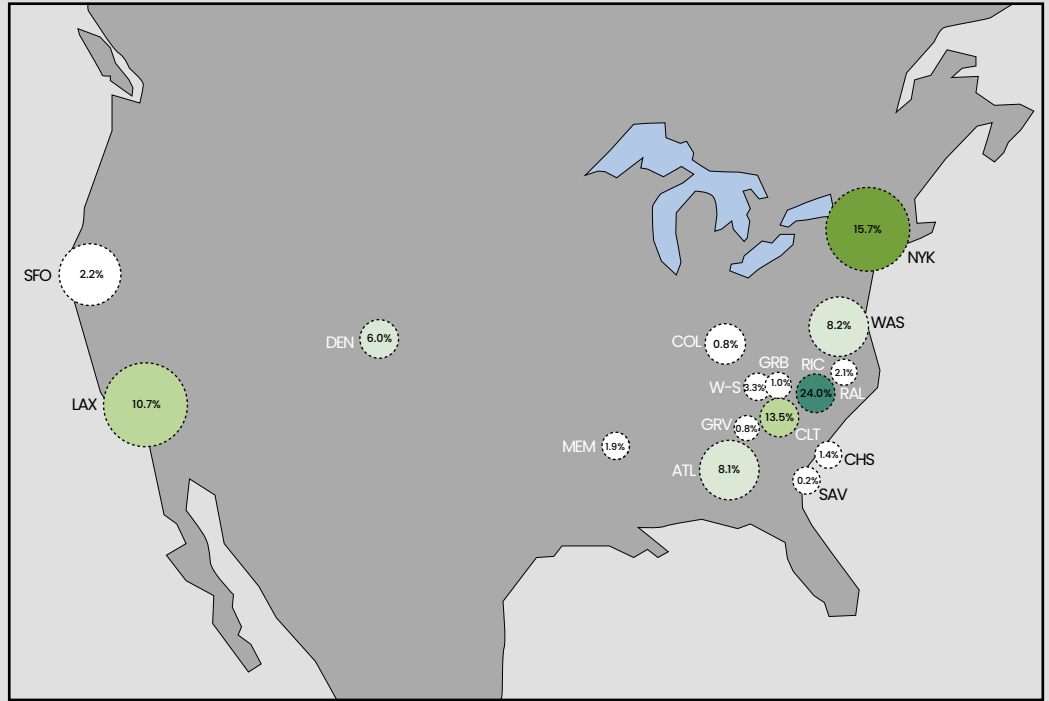 15.7%
NYK
SFO
2.2%
WAS
8.2%
DEN
6.0%
COL
0.8%
GRB
RIC
2.1%
W-S
3.3%
1.0%
24.0%
RAL
LAX
10.7%
13.5%
GRV
0.8%
CLT
MEM
1.9%
1.4%
CHS
ATL
8.1%
0.2%
SAV